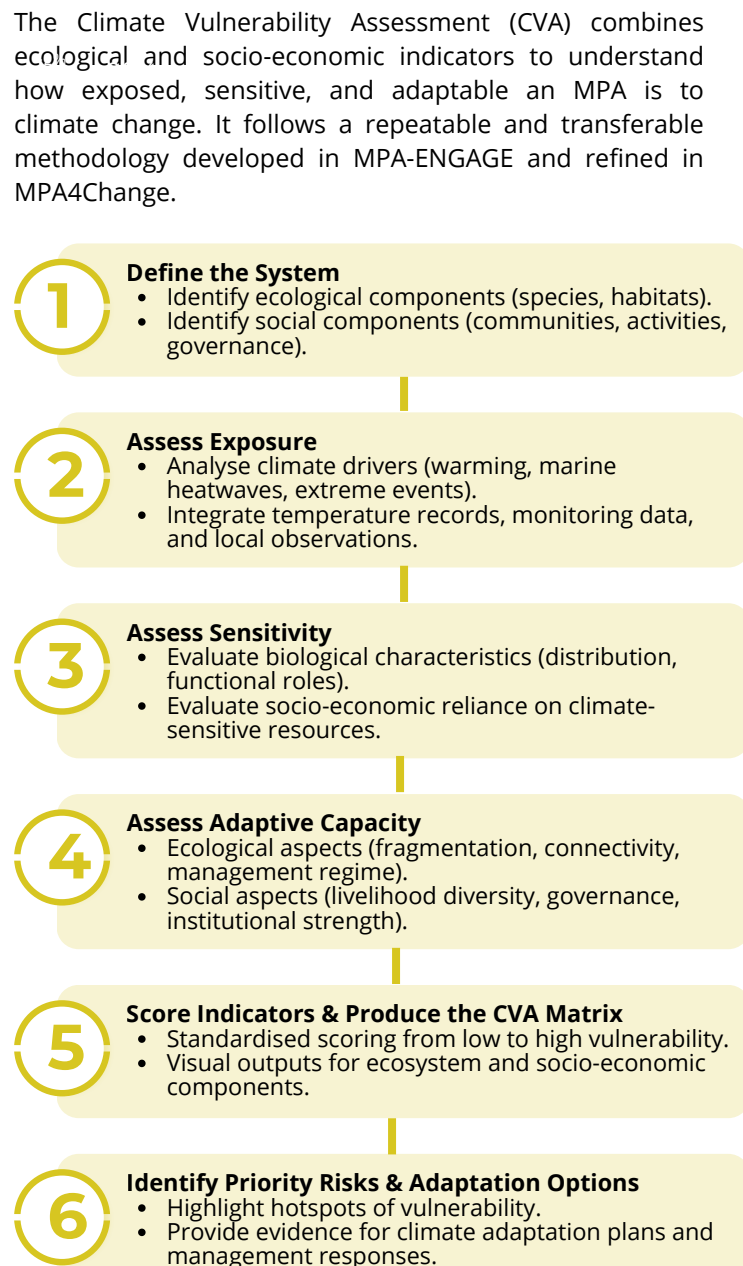 The Climate Vulnerability Assessment (CVA) combines
ecological and socio-economic indicators to understand
how exposed, sensitive, and adaptable an MPA is to
climate change. It follows a repeatable and transferable
methodology developed in MPA-ENGAGE and refined in
MPA4Change.
1
Define the System
• Identify ecological components (species, habitats).
• Identify social components (communities, activities,
governance).
2
Assess Exposure
• Analyse climate drivers (warming, marine
heatwaves, extreme events).
• Integrate temperature records, monitoring data,
and local observations.
3
Assess Sensitivity
• Evaluate biological characteristics (distribution,
functional roles).
• Evaluate socio-economic reliance on climate-
sensitive resources.
4
Assess Adaptive Capacity
• Ecological aspects (fragmentation, connectivity,
management regime).
• Social aspects (livelihood diversity, governance,
institutional strength).
5
Score Indicators & Produce the CVA Matrix
• Standardised scoring from low to high vulnerability.
• Visual outputs for ecosystem and socio-economic
components.
6
Identify Priority Risks & Adaptation Options
• Highlight hotspots of vulnerability.
• Provide evidence for climate adaptation plans and
management responses.